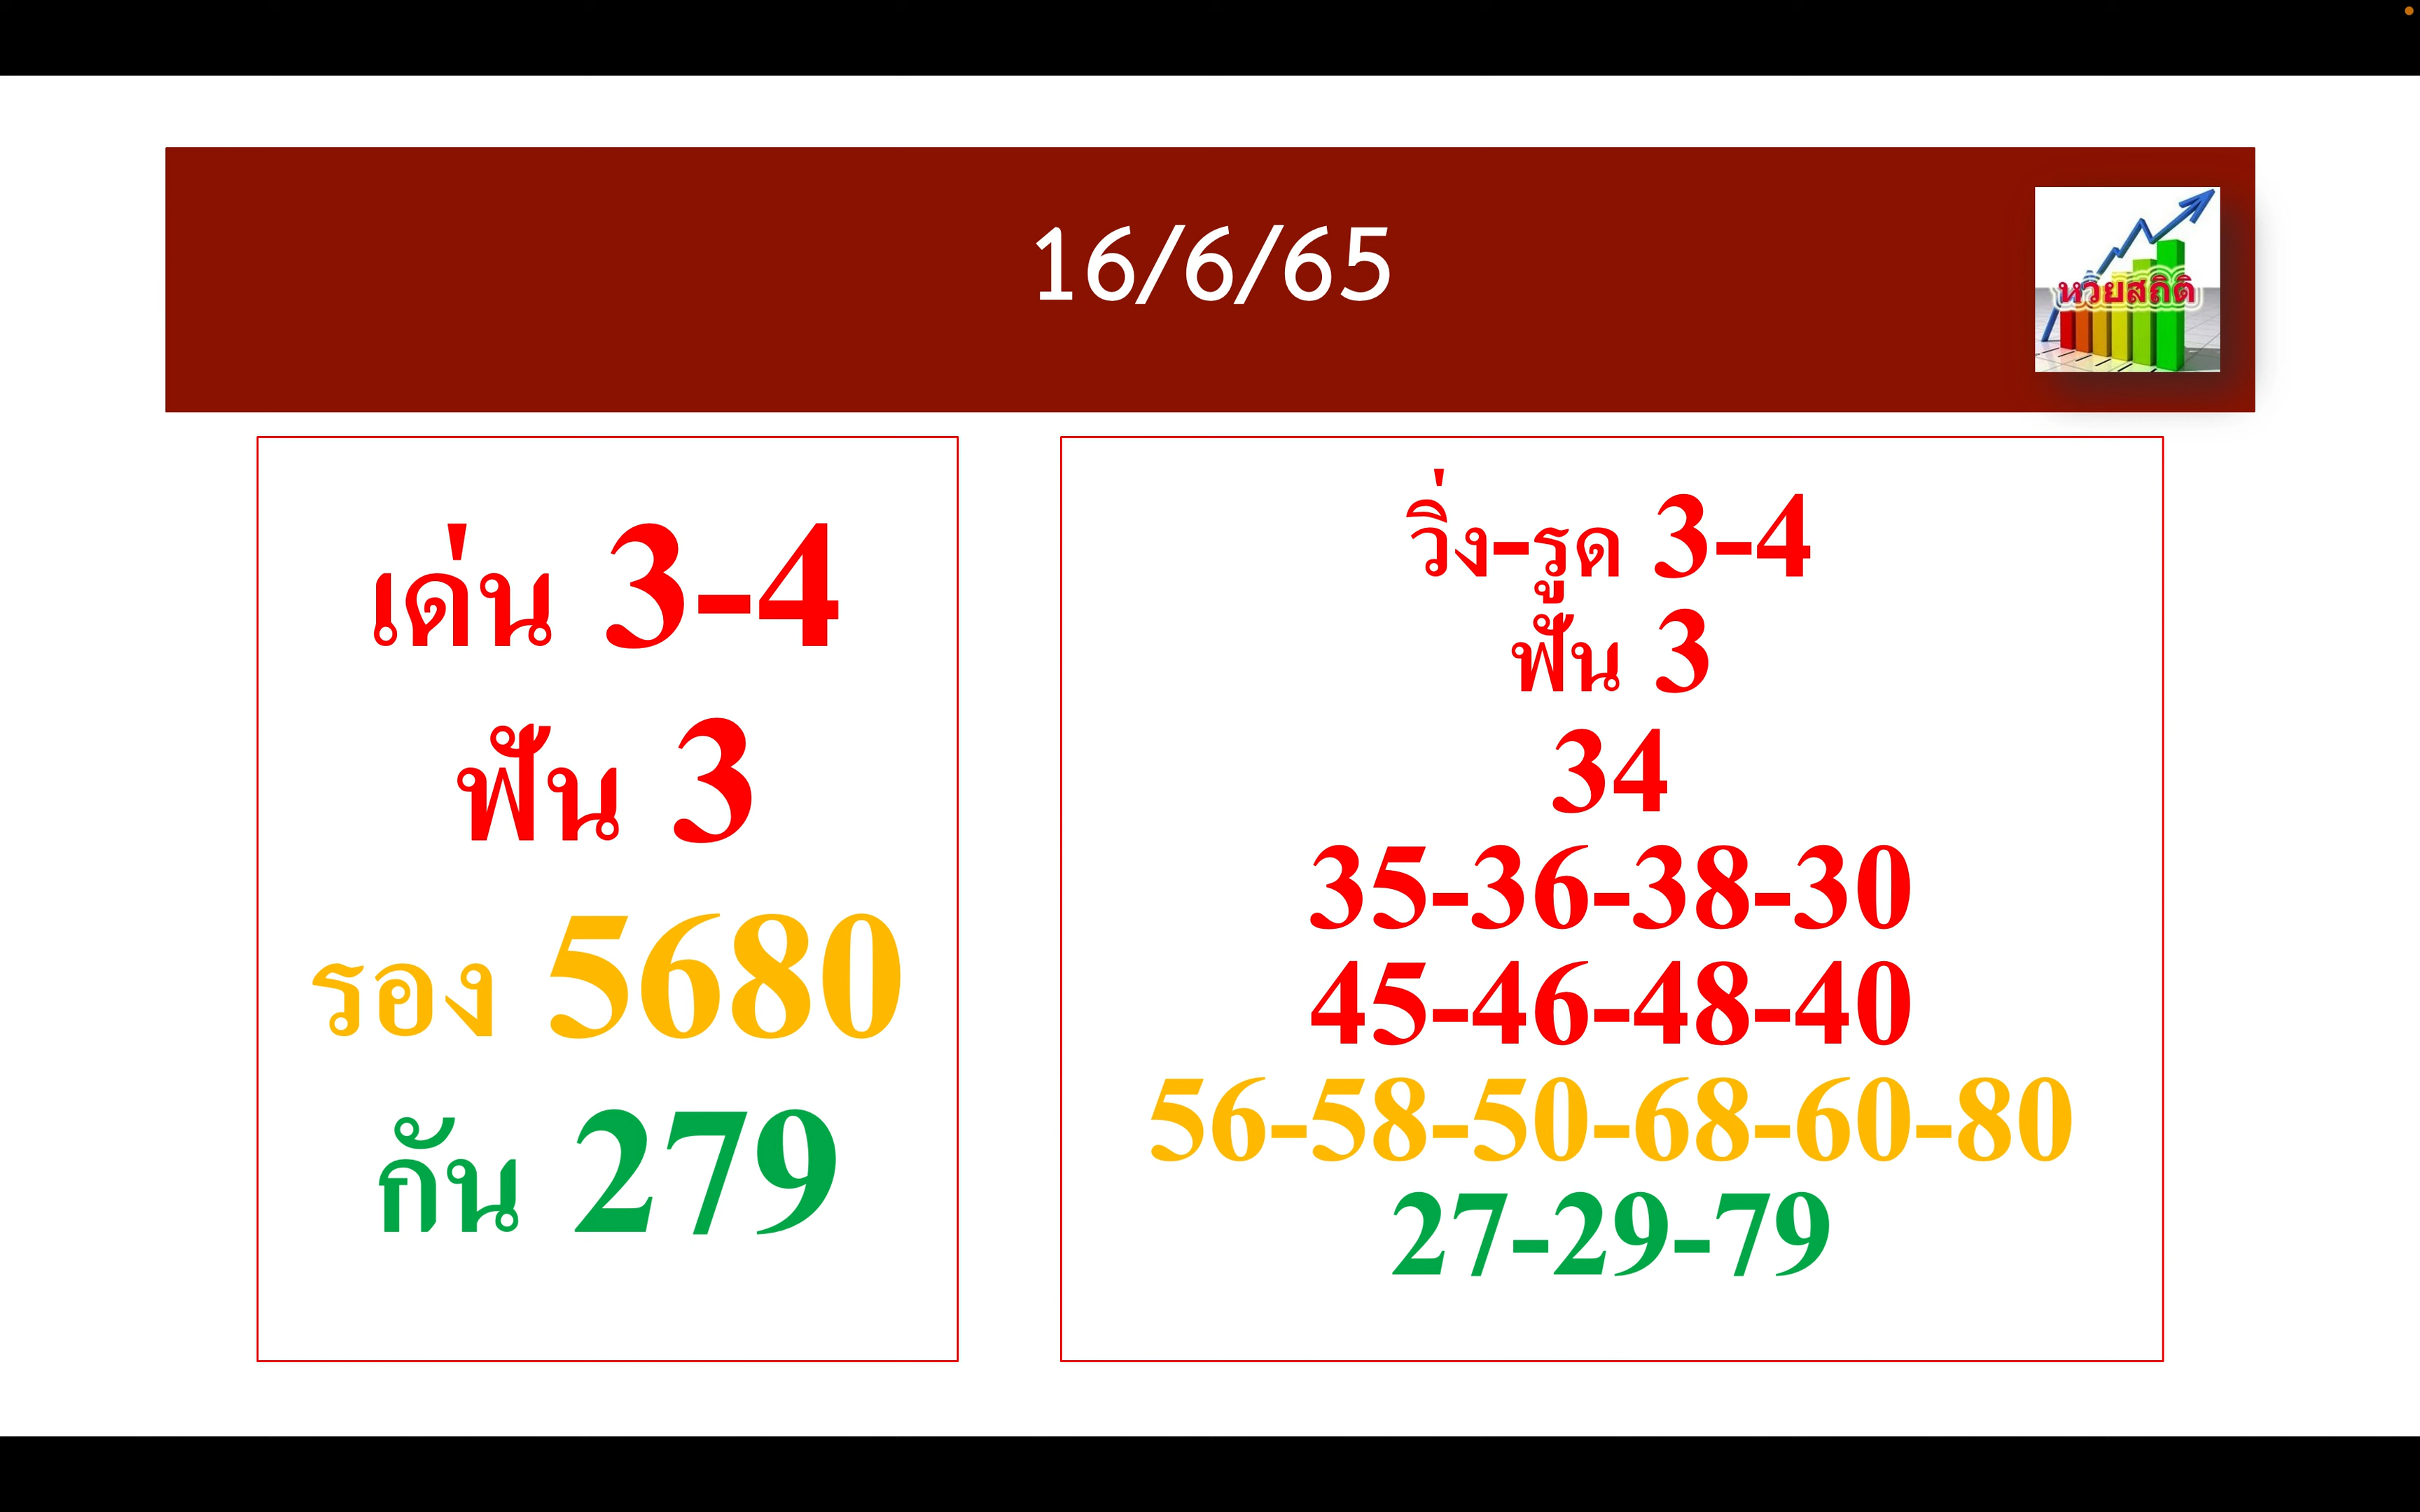 16/6/65
หวยสถิติ
เด่น 3-4
ฟัน 3
รอง 5680
กัน 279
วิ่ง-รูด 3-4
ฟัน 3
34
35-36-38-30
45-46-48-40
56-58-50-68-60-80
27-29-79